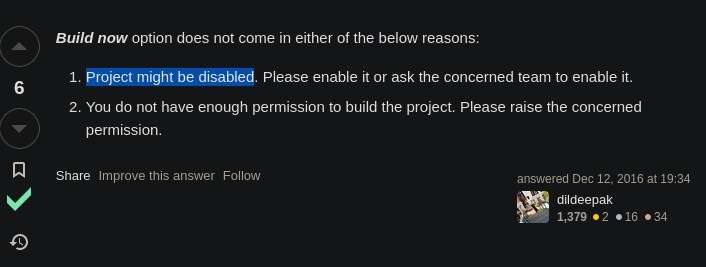 Build now option does not come in either of the below reasons:
1. Project might be disabled. Please enable it or ask the concerned team to enable it.
6
2. You do not have enough permission to build the project. Please raise the concerned
permission.
Share Improve this answer Follow
answered Dec 12, 2016 at 19:34
dildeepak
1,379 ●2 ●16 ●34